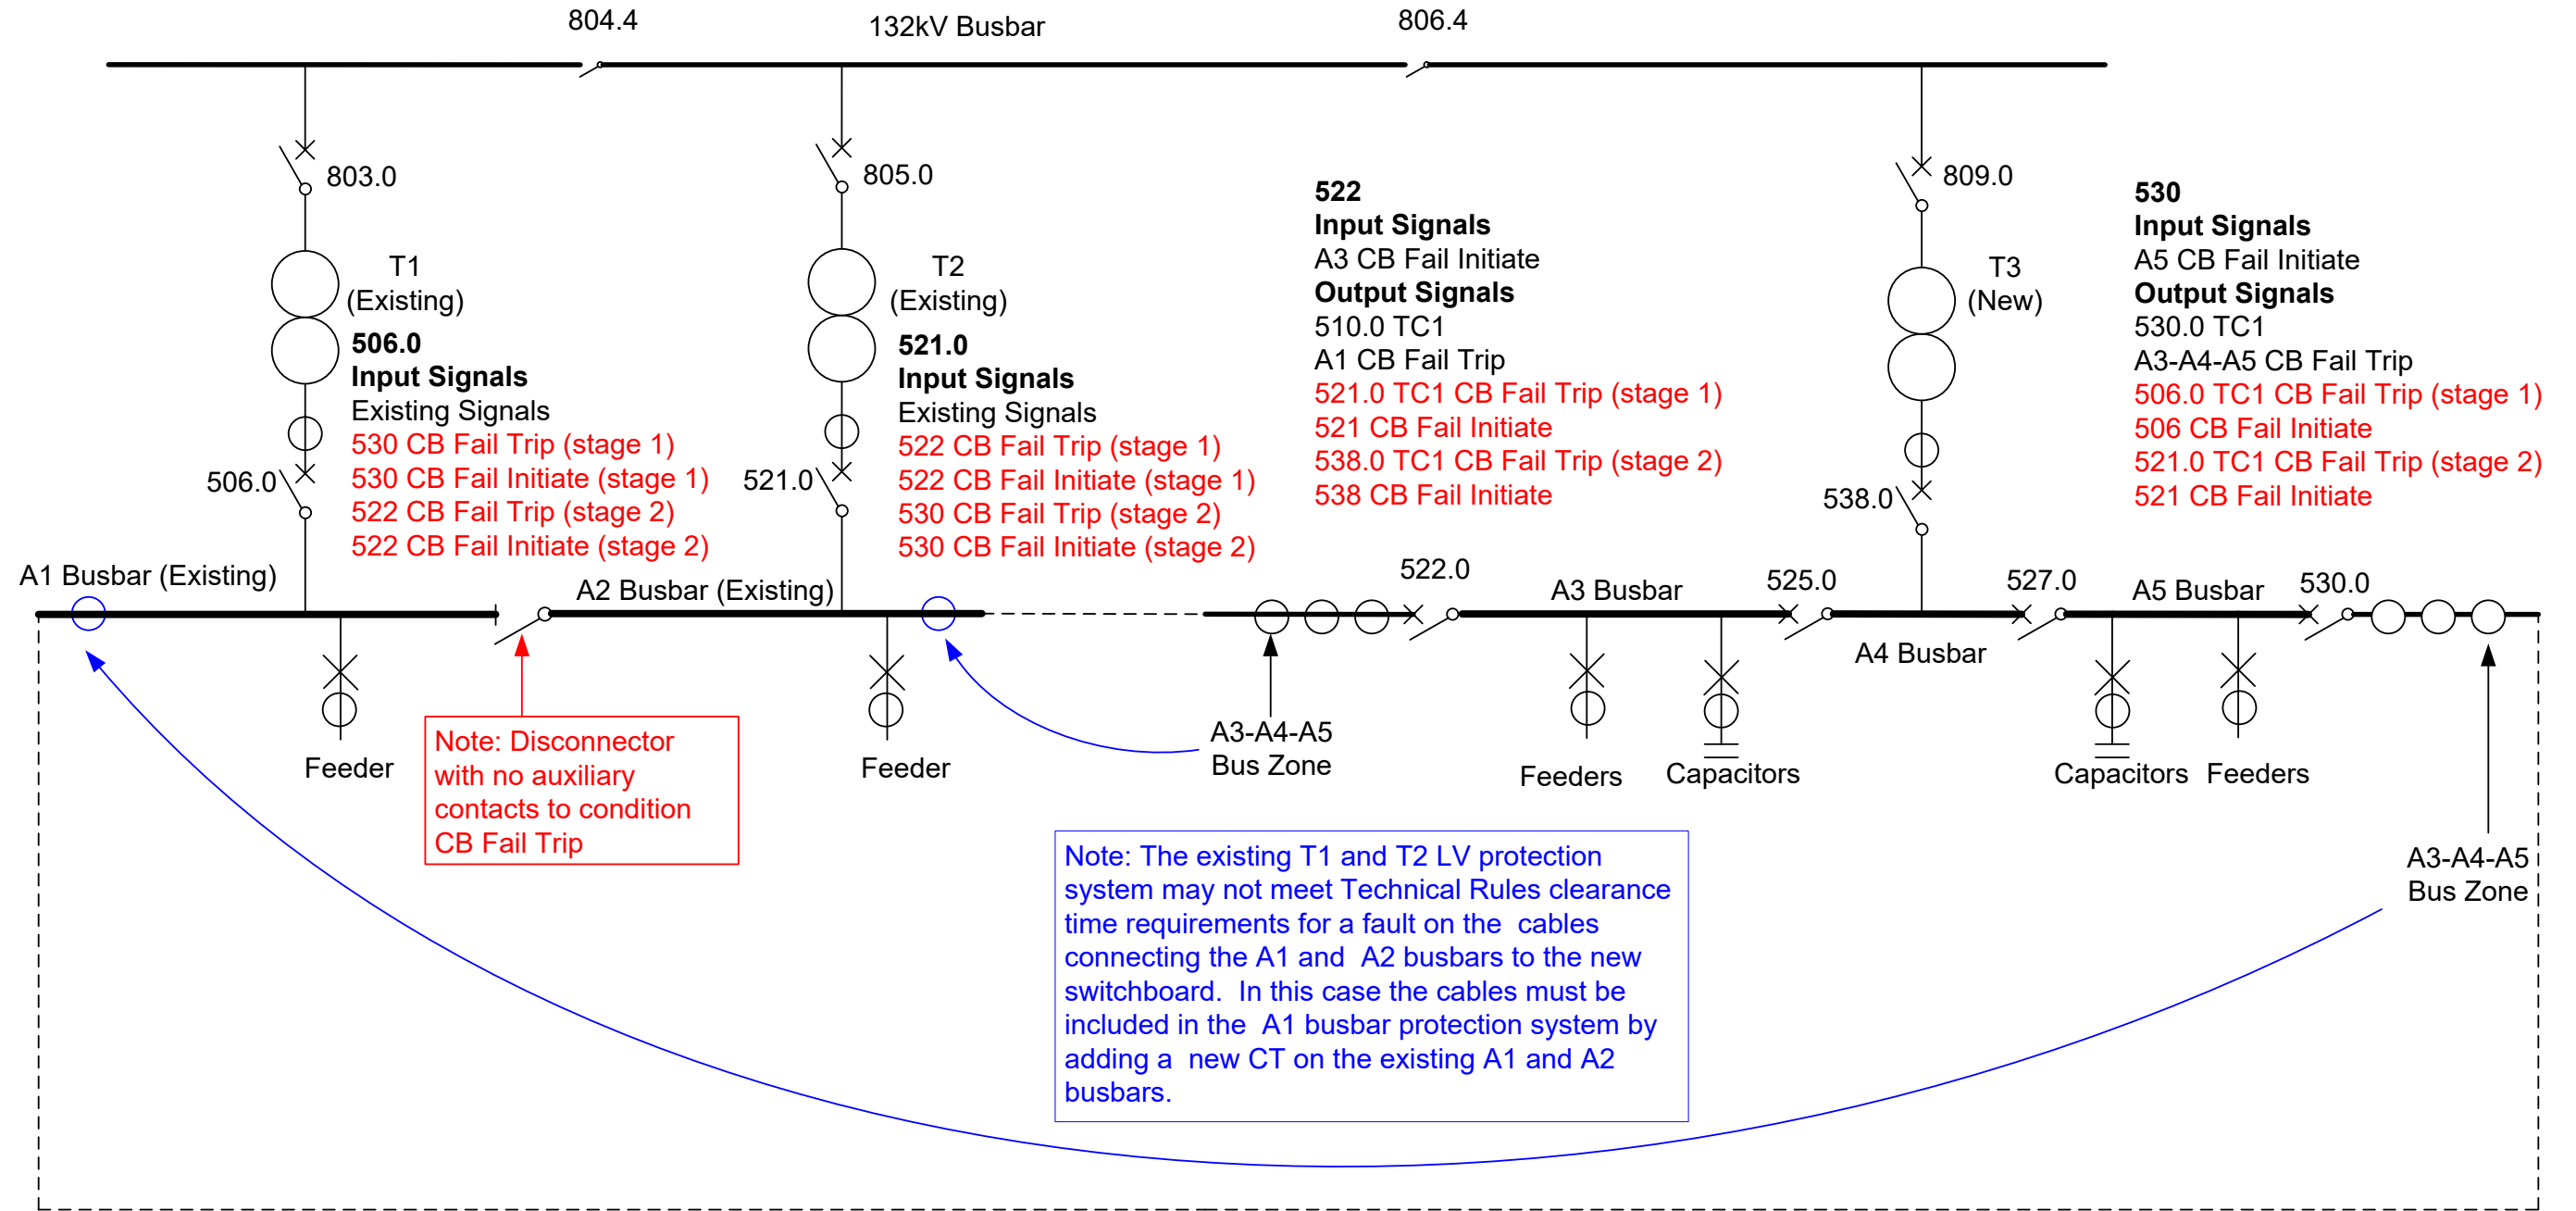 804.4
132kV Busbar
806.4
803.0
805.0
809.0
T1
(Existing)
T2
(Existing)
T3
(New)
506.0
Input Signals
Existing Signals
530 CB Fail Trip (stage 1)
530 CB Fail Initiate (stage 1)
522 CB Fail Trip (stage 2)
522 CB Fail Initiate (stage 2)
521.0
Input Signals
Existing Signals
522 CB Fail Trip (stage 1)
522 CB Fail Initiate (stage 1)
530 CB Fail Trip (stage 2)
530 CB Fail Initiate (stage 2)
522
Input Signals
A3 CB Fail Initiate
Output Signals
510.0 TC1
A1 CB Fail Trip
521.0 TC1 CB Fail Trip (stage 1)
521 CB Fail Initiate
538.0 TC1 CB Fail Trip (stage 2)
538 CB Fail Initiate
530
Input Signals
A5 CB Fail Initiate
Output Signals
530.0 TC1
A3-A4-A5 CB Fail Trip
506.0 TC1 CB Fail Trip (stage 1)
506 CB Fail Initiate
521.0 TC1 CB Fail Trip (stage 2)
521 CB Fail Initiate
506.0
521.0
538.0
A1 Busbar (Existing)
A2 Busbar (Existing)
522.0
A3 Busbar
525.0
527.0
A5 Busbar
530.0
A4 Busbar
Feeder
Note: Disconnector
with no auxiliary
contacts to condition
CB Fail Trip
Feeder
A3-A4-A5
Bus Zone
Feeders
Capacitors
Capacitors
Feeders
A3-A4-A5
Bus Zone
Note: The existing T1 and T2 LV protection
system may not meet Technical Rules clearance
time requirements for a fault on the cables
connecting the A1 and A2 busbars to the new
switchboard. In this case the cables must be
included in the A1 busbar protection system by
adding a new CT on the existing A1 and A2
busbars.